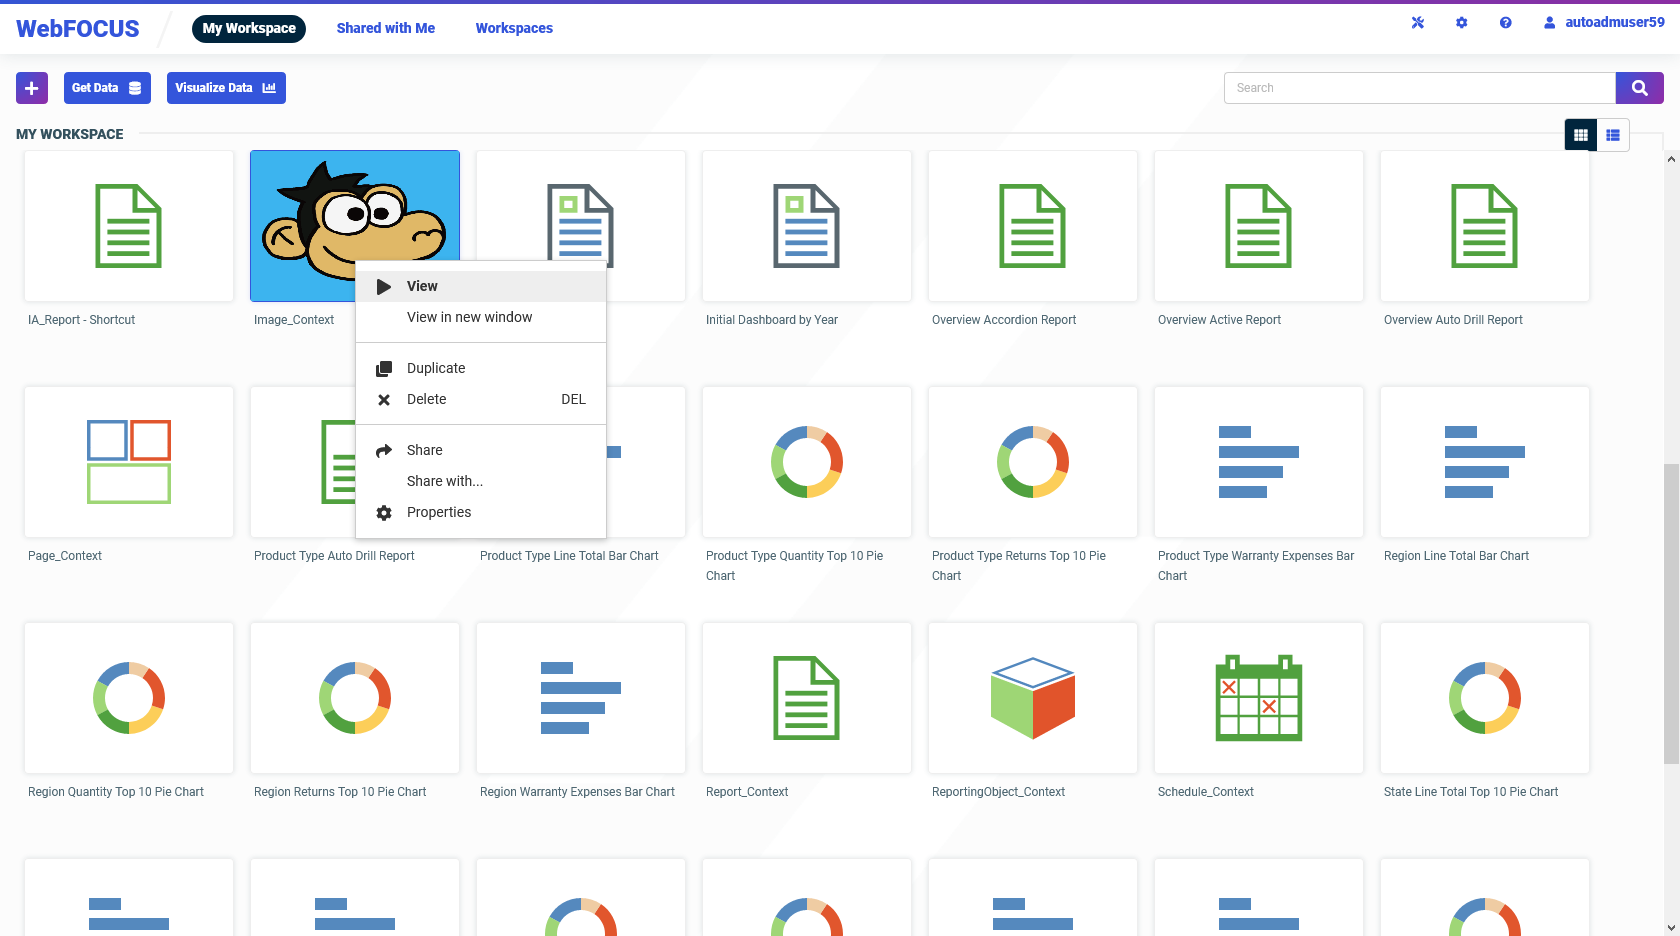 WebFOCUS
My Workspace
Shared with Me
Workspaces
autoadmuser59
Get Data
Visualize Data
Search
MY WORKSPACE
IA_Report - Shortcut
Image_Context
Initial Dashboard by Year
Overview Accordion Report
Overview Active Report
Overview Auto Drill Report
View
View in new window
Duplicate
Delete DEL
Share
Share with...
Properties
Page_Context
Product Type Auto Drill Report
Product Type Line Total Bar Chart
Product Type Quantity Top 10 Pie
Chart
Product Type Returns Top 10 Pie
Chart
Product Type Warranty Expenses Bar
Chart
Region Line Total Bar Chart
Region Quantity Top 10 Pie Chart
Region Returns Top 10 Pie Chart
Region Warranty Expenses Bar Chart
Report_Context
ReportingObject_Context
Schedule_Context
State Line Total Top 10 Pie Chart